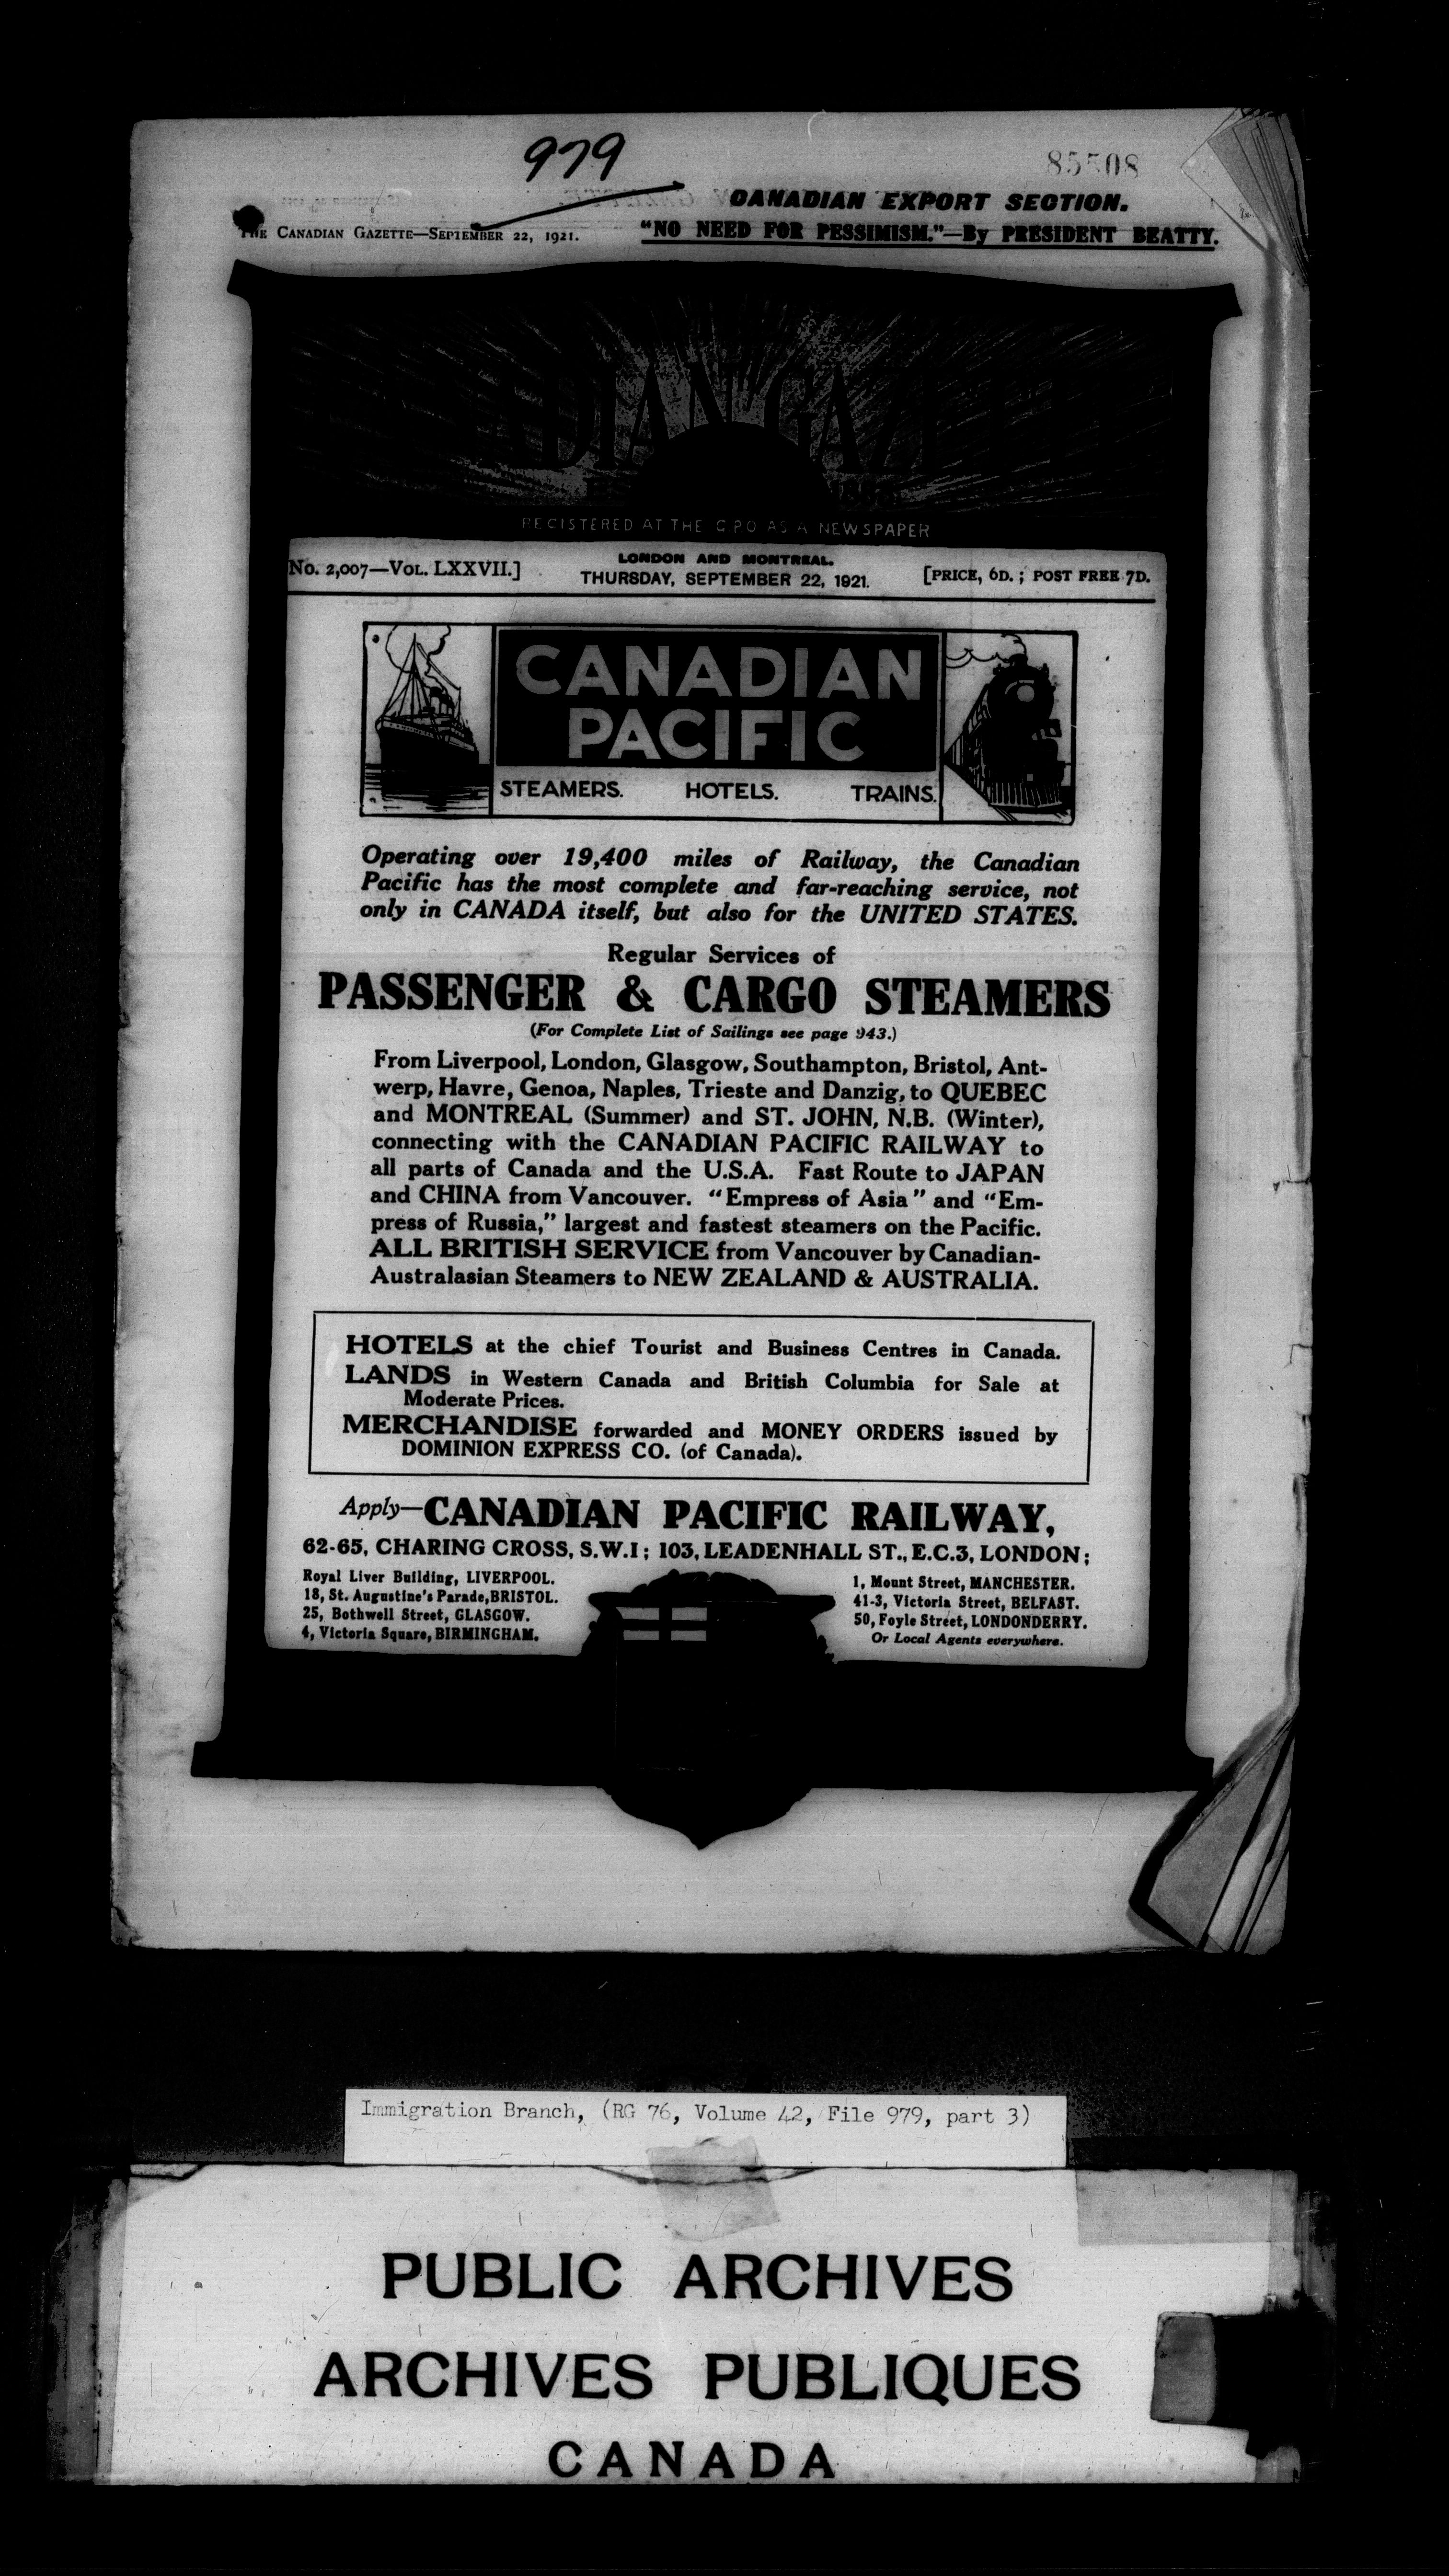 979
85508
CANADIAN EXPORT SECTION.
THE CANADIAN GAZETTE—SEPTEMBER 22, 1921.
"NO NEED FOR PESSIMISM."—By PRESIDENT BEATTY.
DIAN GAZE
REGISTERED AT THE G P O AS A NEWSPAPER
No. 2,007—VOL. LXXVII.]
LONDON AND MONTREAL.
THURSDAY, SEPTEMBER 22, 1921.
[PRICE, 6D.; POST FREE 7D.
CANADIAN
PACIFIC
STEAMERS. HOTELS. TRAINS.
Operating over 19,400 miles of Railway, the Canadian
Pacific has the most complete and far-reaching service, not
only in CANADA itself, but also for the UNITED STATES.
Regular Services of
PASSENGER & CARGO STEAMERS
(For Complete List of Sailings see page 943.)
From Liverpool, London, Glasgow, Southampton, Bristol, Ant-
werp, Havre, Genoa, Naples, Trieste and Danzig, to QUEBEC
and MONTREAL (Summer) and ST. JOHN, N.B. (Winter),
connecting with the CANADIAN PACIFIC RAILWAY to
all parts of Canada and the U.S.A. Fast Route to JAPAN
and CHINA from Vancouver. "Empress of Asia" and "Em-
press of Russia," largest and fastest steamers on the Pacific.
ALL BRITISH SERVICE from Vancouver by Canadian-
Australasian Steamers to NEW ZEALAND & AUSTRALIA.
HOTELS at the chief Tourist and Business Centres in Canada.
LANDS in Western Canada and British Columbia for Sale at
Moderate Prices.
MERCHANDISE forwarded and MONEY ORDERS issued by
DOMINION EXPRESS CO. (of Canada).
Apply—CANADIAN PACIFIC RAILWAY,
62-65, CHARING CROSS, S.W.I; 103, LEADENHALL ST., E.C.3, LONDON;
Royal Liver Building, LIVERPOOL.
18, St. Augustine's Parade, BRISTOL.
25, Bothwell Street, GLASGOW.
4, Victoria Square, BIRMINGHAM.
1, Mount Street, MANCHESTER.
41-3, Victoria Street, BELFAST.
50, Foyle Street, LONDONDERRY.
Or Local Agents everywhere.
Immigration Branch, (RG 76, Volume 42, File 979, part 3)
PUBLIC ARCHIVES
ARCHIVES PUBLIQUES
CANADA